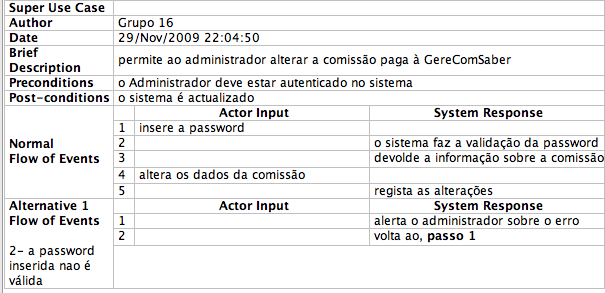 Super Use Case
Author Grupo 16
Date 29/Nov/2009 22:04:50
Brief Description permite ao administrador alterar a comissão paga à GereComSaber
Preconditions o Administrador deve estar autenticado no sistema
Post-conditions o sistema é actualizado
Normal Flow of Events
Actor Input System Response
1 insere a password
2 o sistema faz a validação da password
3 devolde a informação sobre a comissão
4 altera os dados da comissão
5 regista as alterações
Alternative 1
Flow of Events
2- a password
inserida nao é
válida
Actor Input System Response
1 alerta o administrador sobre o erro
2 volta ao, passo 1